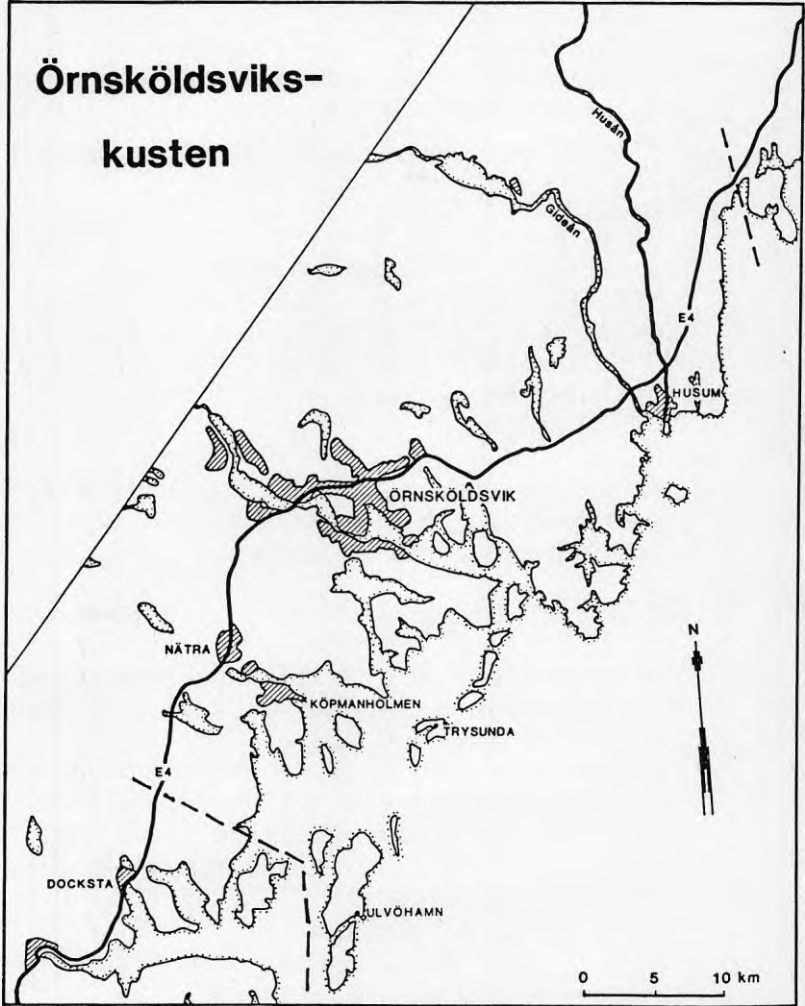 Örnsköldsviks-
kusten
Husån
Gideån
E4
HUSUM
ÖRNSKÖLDSVIK
NÄTRA
KÖPMANHOLMEN
TRYSUNDA
N
E4
DOCKSTA
ULVÖHAMN
0 5 10 km